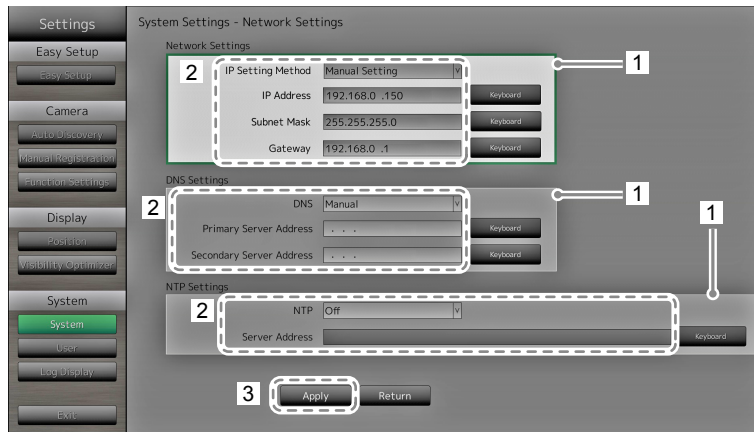 Settings
System Settings - Network Settings
Easy Setup
Easy Setup
Camera
Auto Discovery
Manual Registration
Function Settings
Display
Position
Visibility Optimizer
System
System
User
Log Display
Exit
Network Settings
1
2
IP Setting Method Manual Setting
IP Address 192.168.0 .150 Keyboard
Subnet Mask 255.255.255.0 Keyboard
Gateway 192.168.0 .1 Keyboard
DNS Settings
1
2
DNS Manual
Primary Server Address . . . Keyboard
Secondary Server Address . . . Keyboard
1
NTP Settings
2
NTP Off
Server Address Keyboard
3
Apply Return